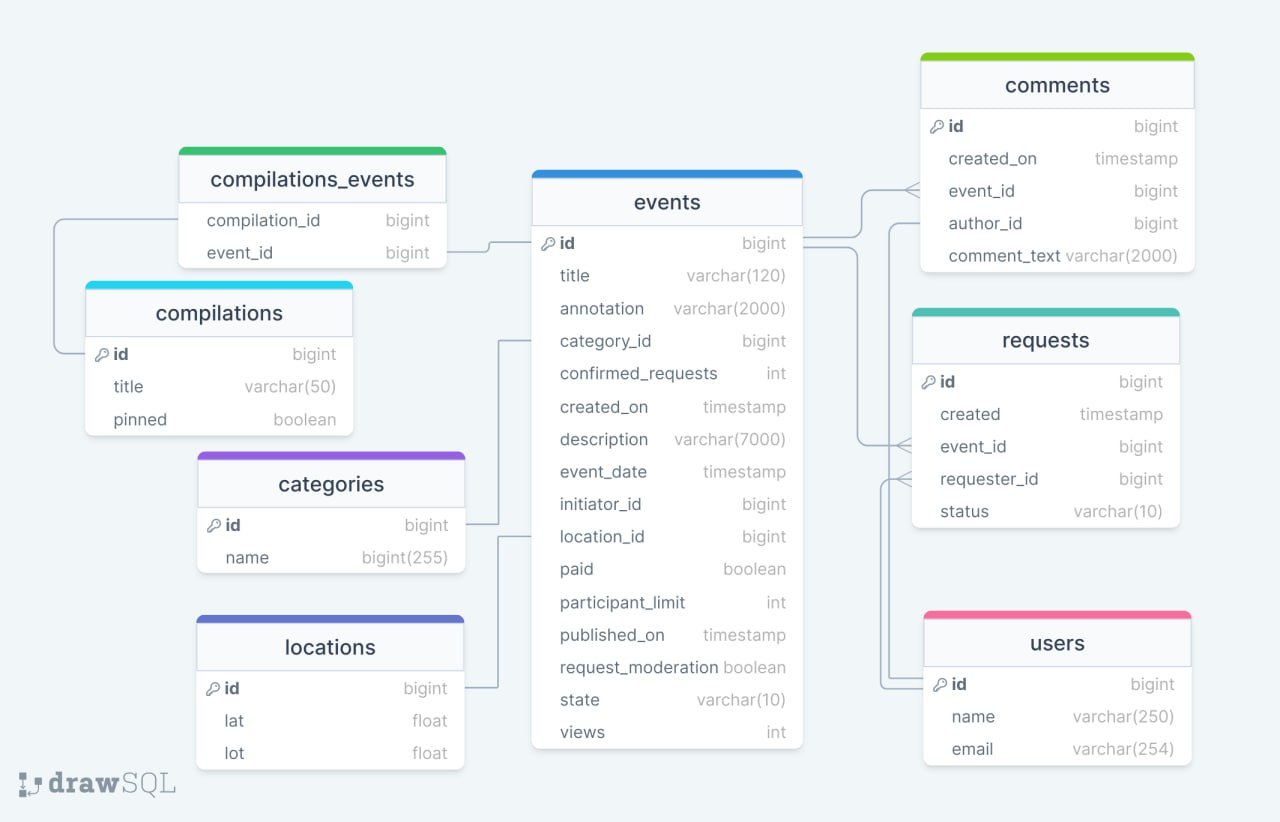 compilations_events
compilation_id bigint
event_id bigint
compilations
id bigint
title varchar(50)
pinned boolean
categories
id bigint
name bigint(255)
locations
id bigint
lat float
lot float
events
id bigint
title varchar(120)
annotation varchar(2000)
category_id bigint
confirmed_requests int
created_on timestamp
description varchar(7000)
event_date timestamp
initiator_id bigint
location_id bigint
paid boolean
participant_limit int
published_on timestamp
request_moderation boolean
state varchar(10)
views int
comments
id bigint
created_on timestamp
event_id bigint
author_id bigint
comment_text varchar(2000)
requests
id bigint
created timestamp
event_id bigint
requester_id bigint
status varchar(10)
users
id bigint
name varchar(250)
email varchar(254)
drawSQL